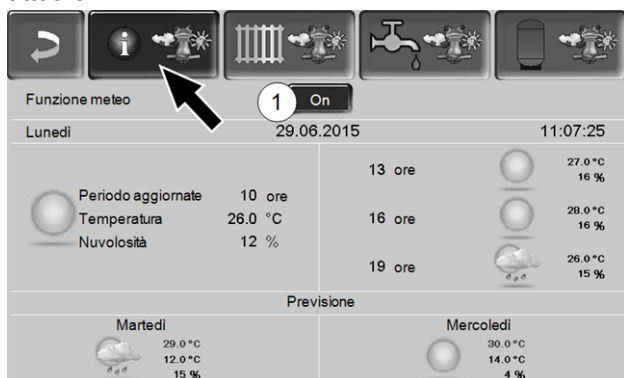 Funzione meteo 1 On
Lunedì 29.06.2015 11:07:25
Periodo aggiornate 10 ore
Temperatura 26.0 °C
Nuvolosità 12 %
13 ore 27.0°C
16 %
16 ore 28.0°C
16 %
19 ore 26.0°C
15 %
Previsione
Martedì
29.0°C
12.0°C
15 %
Mercoledì
30.0°C
14.0°C
4 %